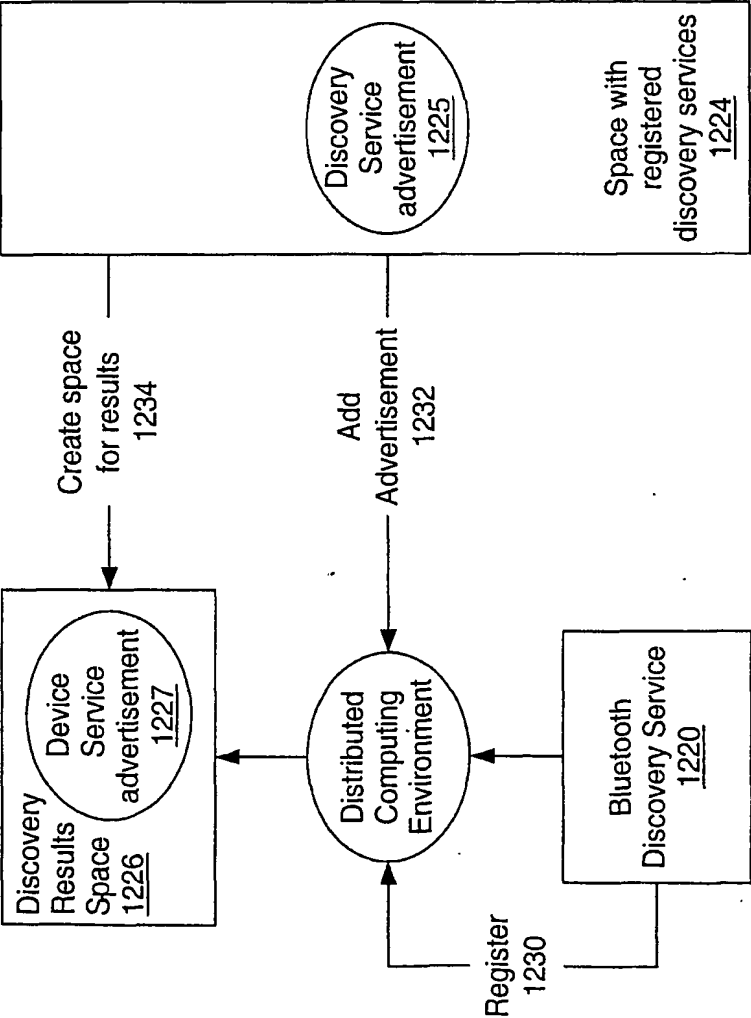 Discovery
Results
Space
1226
Device
Service
advertisement
1227
Create space
for results
1234
Distributed
Computing
Environment
Add
Advertisement
1232
Discovery
Service
advertisement
1225
Register
1230
Bluetooth
Discovery Service
1220
Space with
registered
discovery services
1224